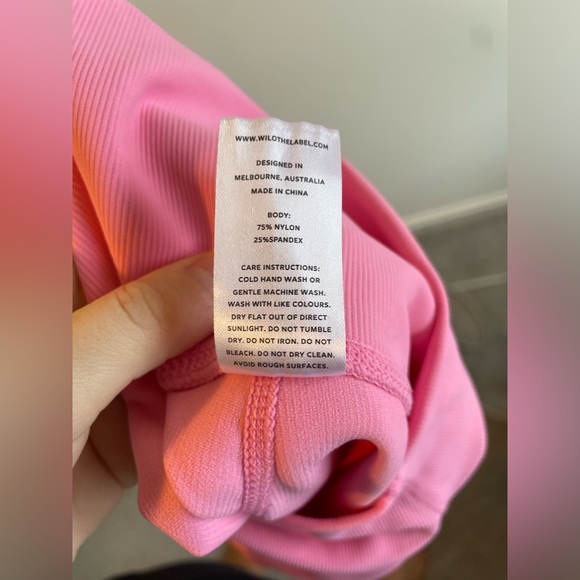 WWW.WILOTHELABEL.COM
DESIGNED IN
MELBOURNE, AUSTRALIA
MADE IN CHINA
BODY:
75% NYLON
25%SPANDEX
CARE INSTRUCTIONS:
COLD HAND WASH OR
GENTLE MACHINE WASH.
WASH WITH LIKE COLOURS.
DRY FLAT OUT OF DIRECT
SUNLIGHT. DO NOT TUMBLE
DRY. DO NOT IRON. DO NOT
BLEACH. DO NOT DRY CLEAN.
AVOID ROUGH SURFACES.